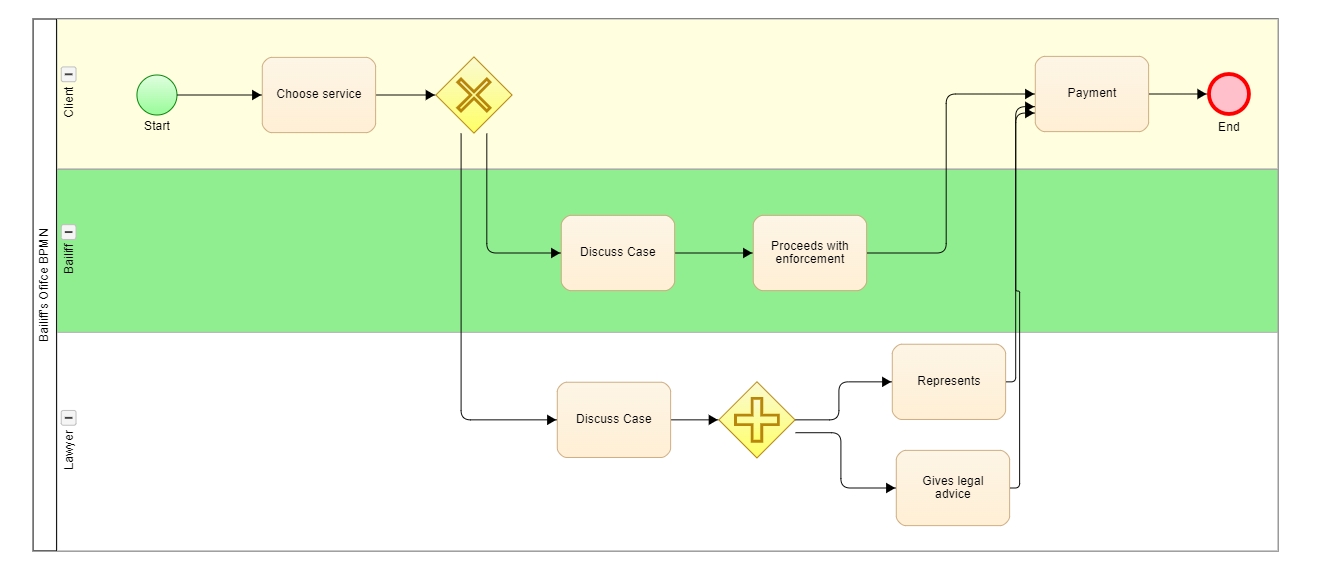 Bailiff's Ofifce BPMN
Client
Start
Choose service
Payment
End
Bailiff
Discuss Case
Proceeds with
enforcement
Lawyer
Discuss Case
Represents
Gives legal
advice